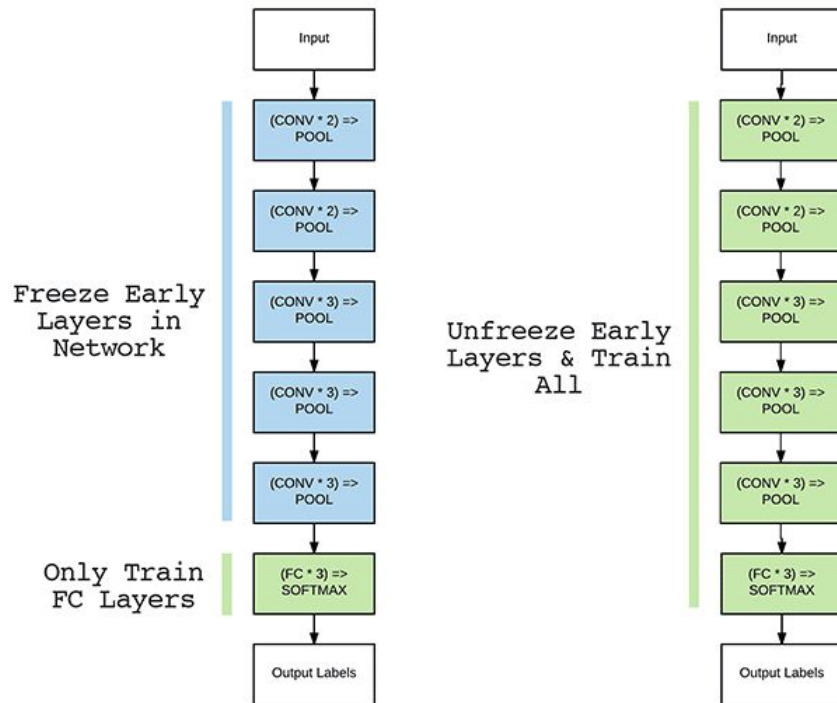 Input
(CONV * 2) =>
POOL
(CONV * 2) =>
POOL
(CONV * 3) =>
POOL
(CONV * 3) =>
POOL
(CONV * 3) =>
POOL
(FC * 3) =>
SOFTMAX
Output Labels
Freeze Early
Layers in
Network
Only Train
FC Layers
Input
(CONV * 2) =>
POOL
(CONV * 2) =>
POOL
(CONV * 3) =>
POOL
(CONV * 3) =>
POOL
(CONV * 3) =>
POOL
(FC * 3) =>
SOFTMAX
Output Labels
Unfreeze Early
Layers & Train
All